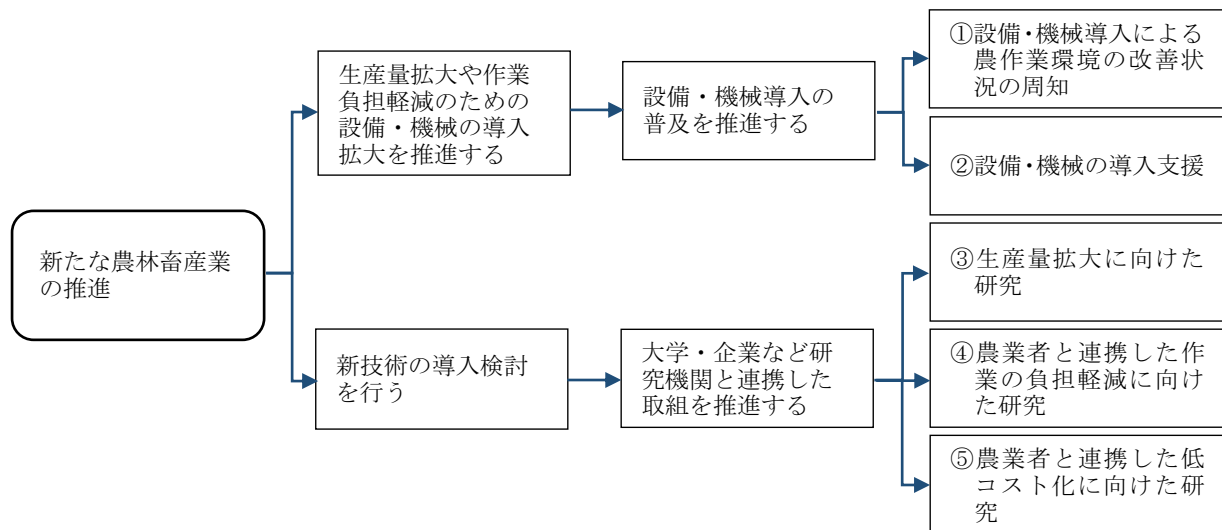 新たな農林畜産業
の推進
生産量拡大や作業
負担軽減のための
設備・機械の導入
拡大を推進する
設備・機械導入の
普及を推進する
①設備・機械導入による
農作業環境の改善状
況の周知
②設備・機械の導入支援
新技術の導入検討
を行う
大学・企業など研
究機関と連携した
取組を推進する
③生産量拡大に向けた
研究
④農業者と連携した作
業の負担軽減に向け
た研究
⑤農業者と連携した低
コスト化に向けた研
究